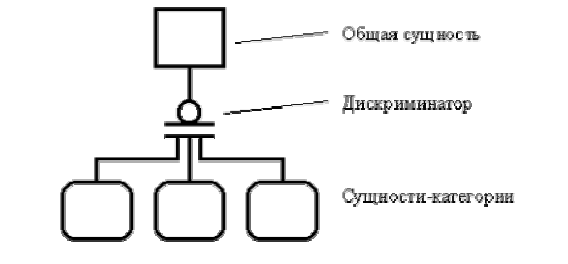 Общая сущность
Дискриминатор
Сущности-категории